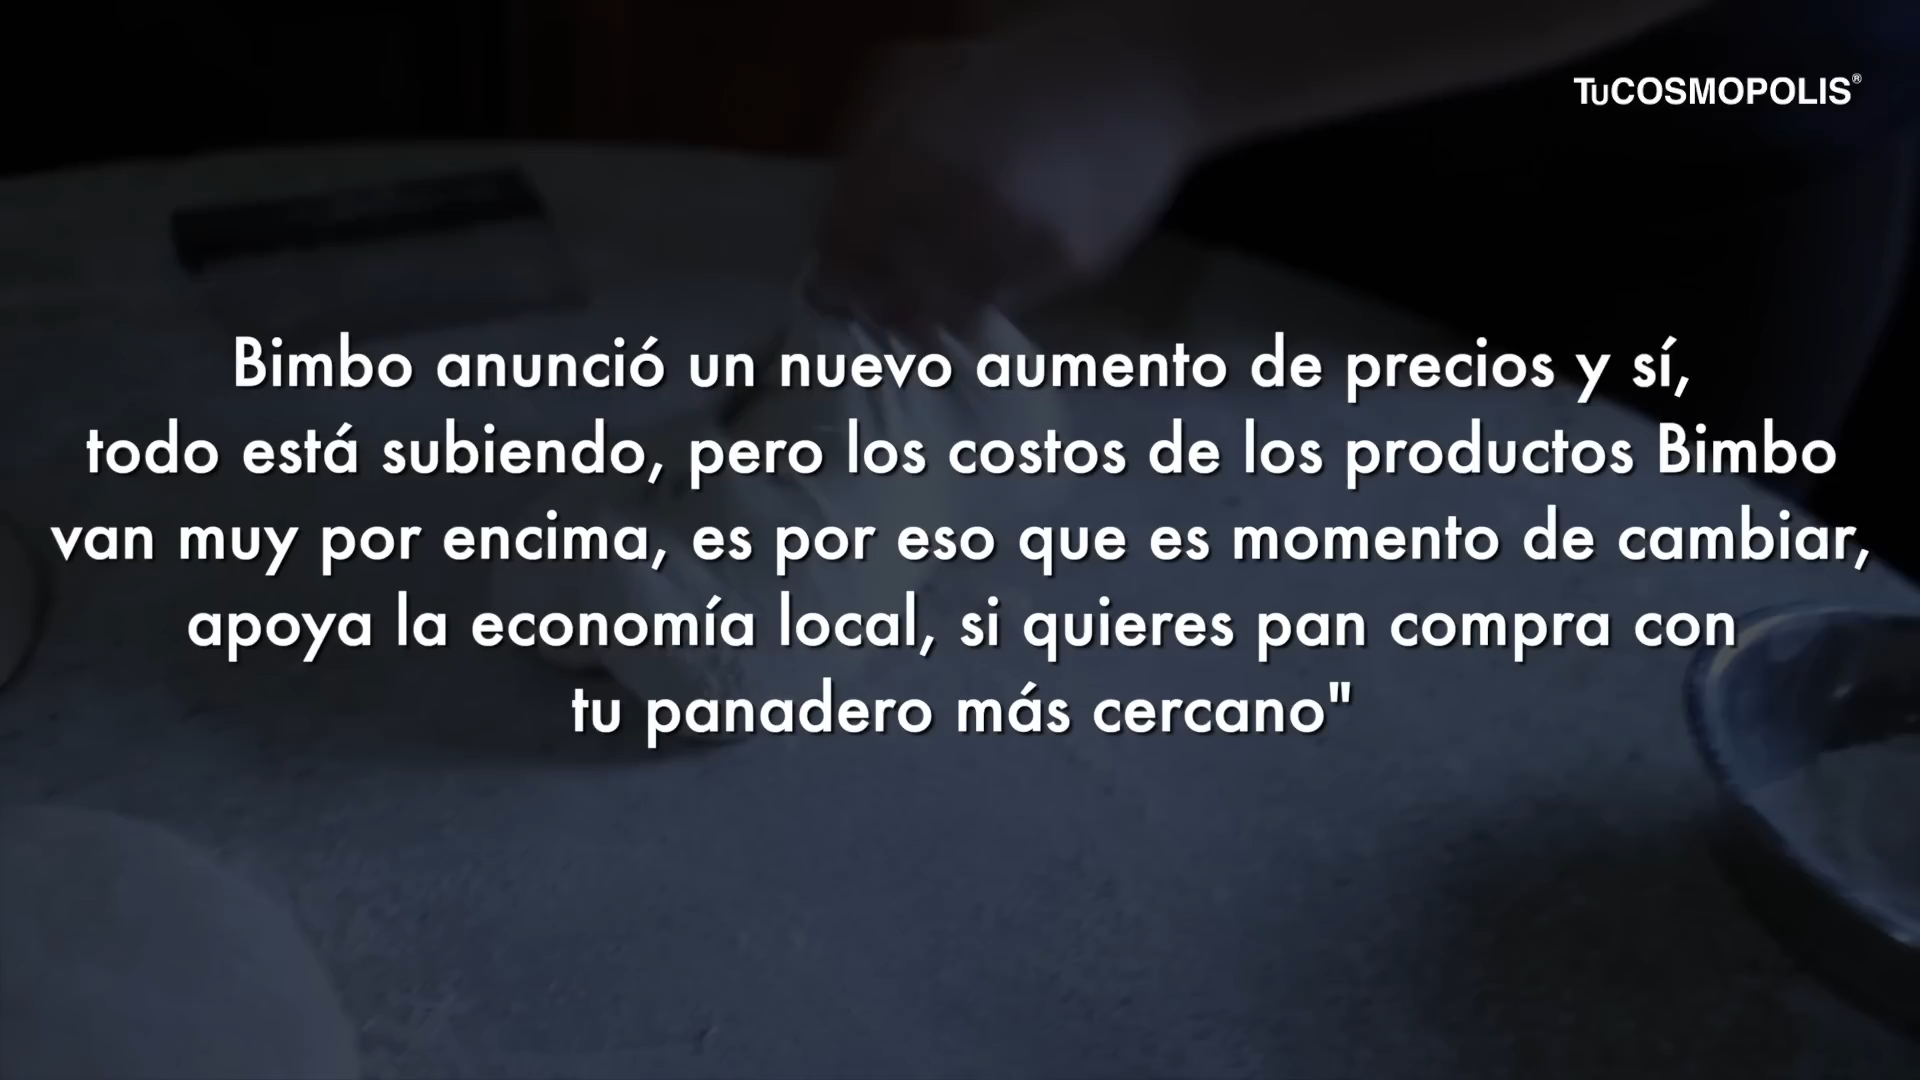 TuCOSMOPOLIS®
Bimbo anunció un nuevo aumento de precios y sí,
todo está subiendo, pero los costos de los productos Bimbo
van muy por encima, es por eso que es momento de cambiar,
apoya la economía local, si quieres pan compra con
tu panadero más cercano"